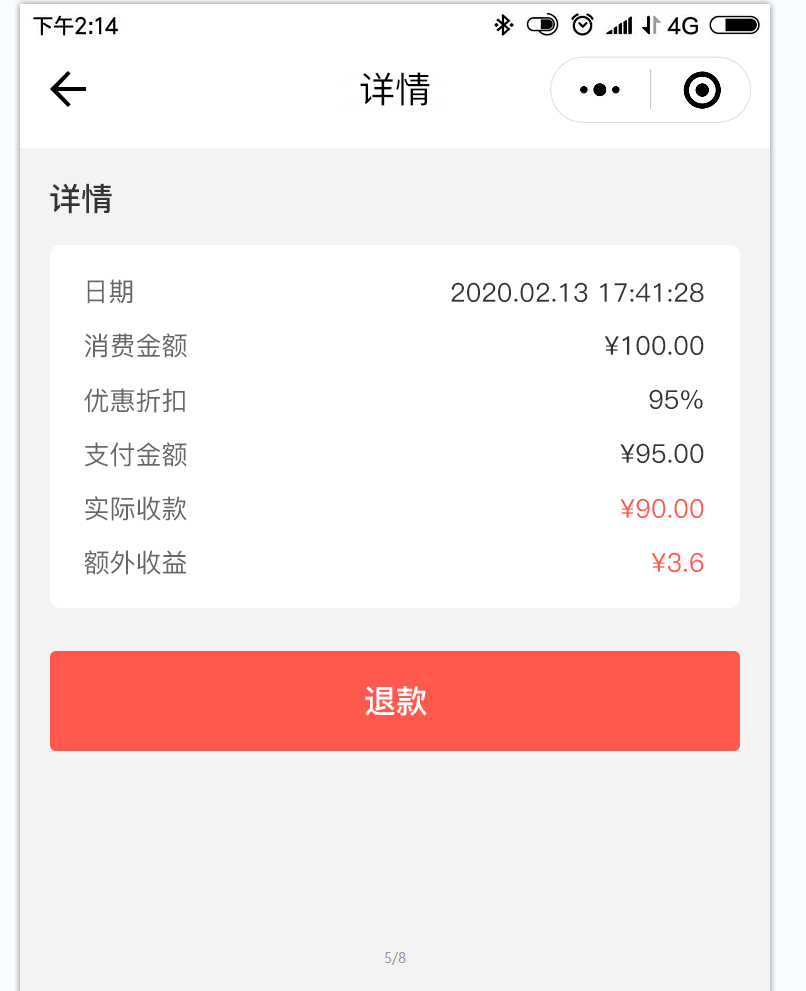 下午2:14 4G
详情
详情
日期 2020.02.13 17:41:28
消费金额 ¥100.00
优惠折扣 95%
支付金额 ¥95.00
实际收款 ¥90.00
额外收益 ¥3.6
退款
5/8